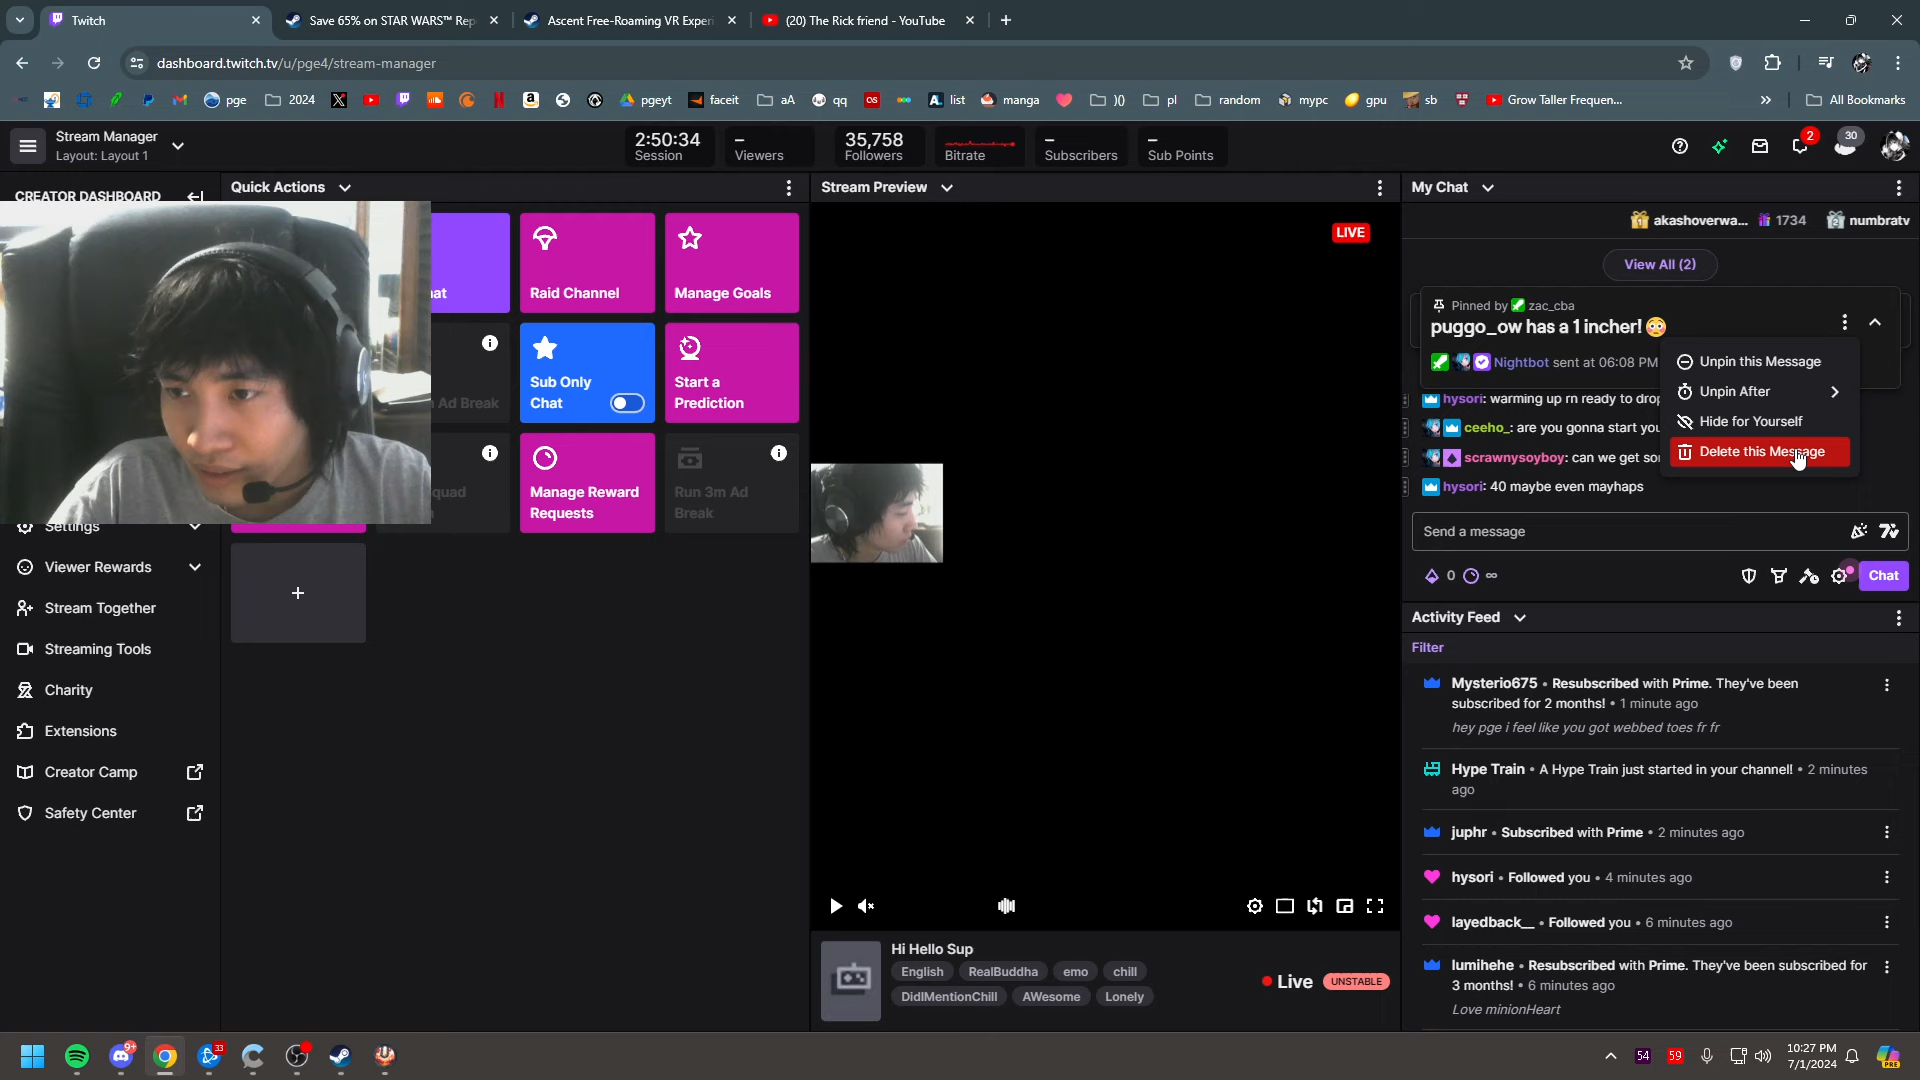 Twitch
Save 65% on STAR WARS™ Rep
Ascent Free-Roaming VR Experi
(20) The Rick friend - YouTube
dashboard.twitch.tv/u/pge4/stream-manager
pge
2024
pgeyt
faceit
aA
qq
list
manga
)(
pl
random
mypc
gpu
sb
Grow Taller Frequen...
All Bookmarks
Stream Manager
Layout: Layout 1
2:50:34
Session
–
Viewers
35,758
Followers
Bitrate
–
Subscribers
–
Sub Points
2
30
CREATOR DASHBOARD
Settings
Viewer Rewards
Stream Together
Streaming Tools
Charity
Extensions
Creator Camp
Safety Center
Quick Actions
hat
Raid Channel
Manage Goals
Ad Break
Sub Only
Chat
Start a
Prediction
quad
Manage Reward
Requests
Run 3m Ad
Break
Stream Preview
LIVE
Hi Hello Sup
English
RealBuddha
emo
chill
DidIMentionChill
AWesome
Lonely
Live
UNSTABLE
My Chat
akashoverwa...
1734
numbratv
View All (2)
Pinned by zac_cba
puggo_ow has a 1 incher!
Nightbot sent at 06:08 PM
Unpin this Message
Unpin After
Hide for Yourself
Delete this Message
hysori: warming up rn ready to drop
ceeho_: are you gonna start you
scrawnysoyboy: can we get so
hysori: 40 maybe even mayhaps
Send a message
0
∞
Chat
Activity Feed
Filter
Mysterio675 • Resubscribed with Prime. They've been
subscribed for 2 months! • 1 minute ago
hey pge i feel like you got webbed toes fr fr
Hype Train • A Hype Train just started in your channel! • 2 minutes
ago
juphr • Subscribed with Prime • 2 minutes ago
hysori • Followed you • 4 minutes ago
layedback__ • Followed you • 6 minutes ago
lumihehe • Resubscribed with Prime. They've been subscribed for
3 months! • 6 minutes ago
Love minionHeart
9+
33
54
59
10:27 PM
7/1/2024
PRE